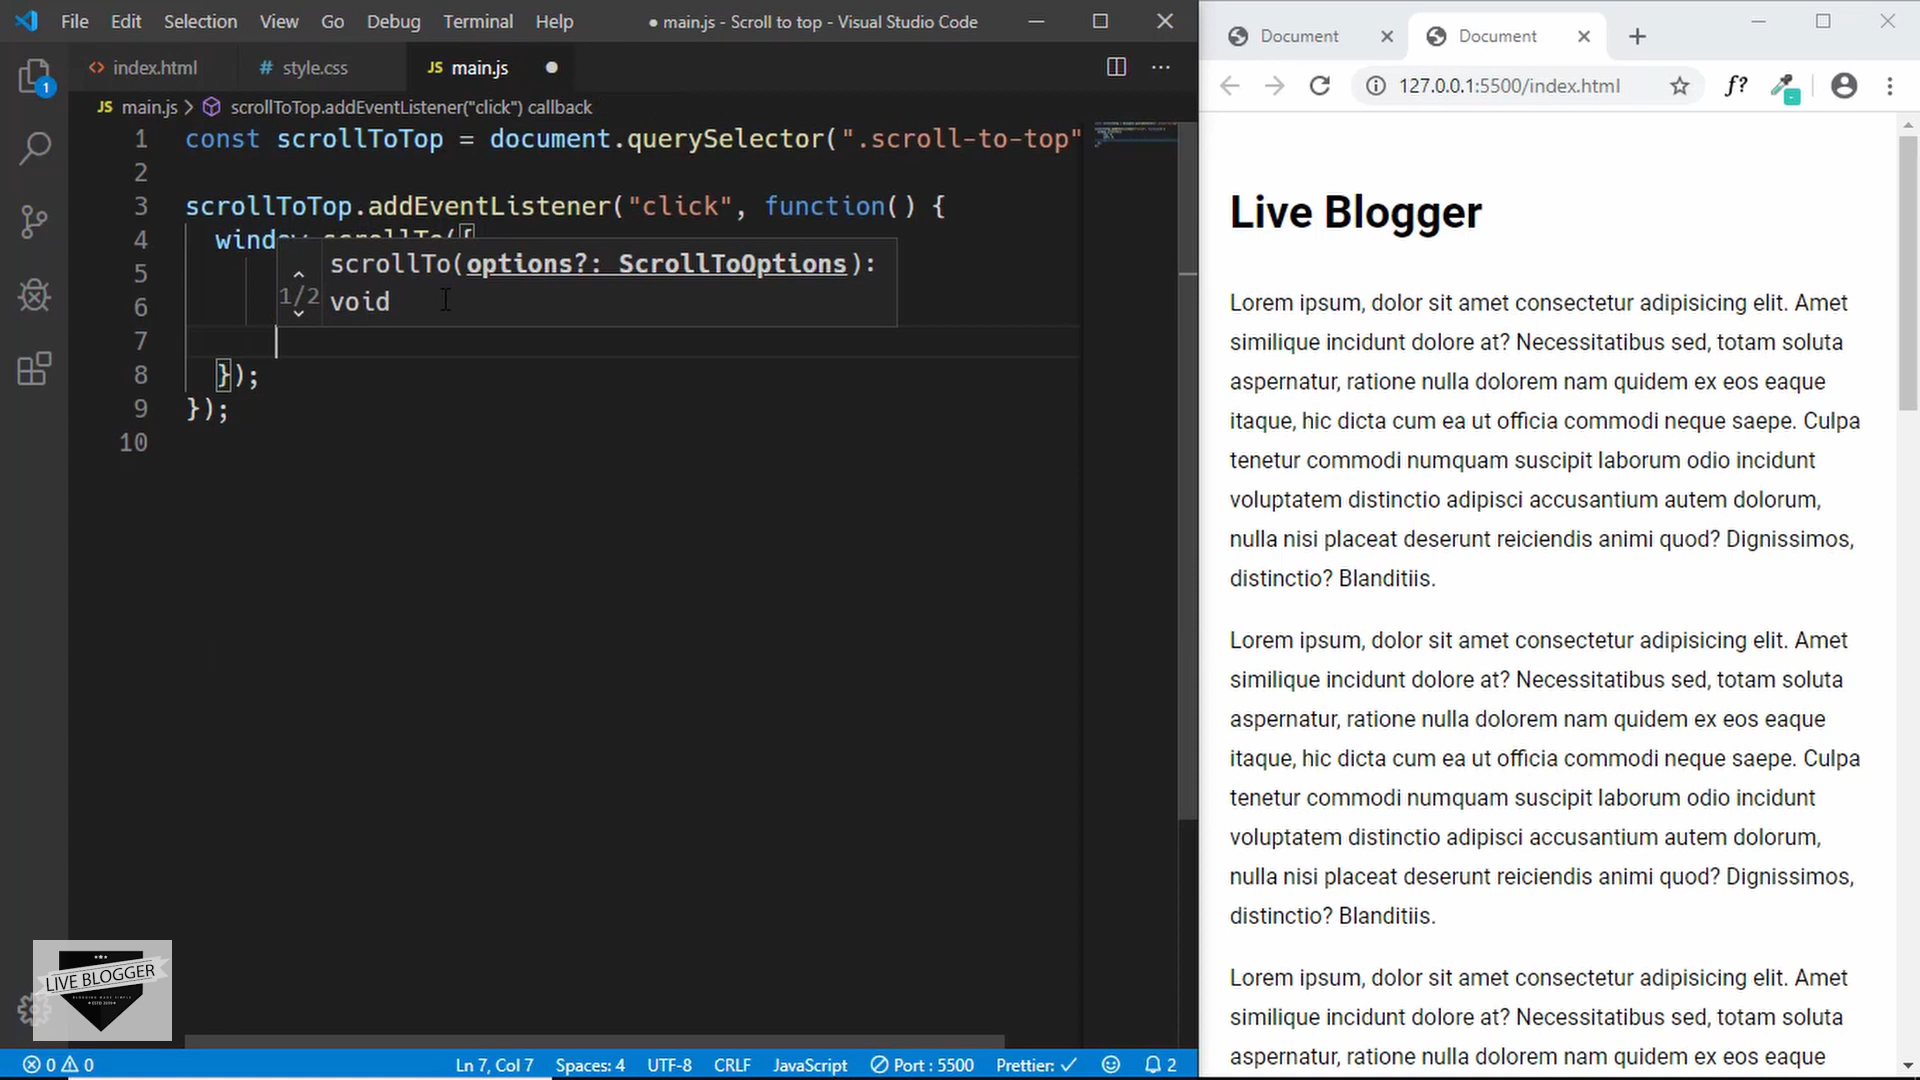 File Edit Selection View Go Debug Terminal Help ● main.js - Scroll to top - Visual Studio Code
index.html style.css JS main.js
JS main.js > scrollToTop.addEventListener("click") callback
1 const scrollToTop = document.querySelector(".scroll-to-top"
2
3 scrollToTop.addEventListener("click", function() {
4 window.scrollTo({
5
6
7
8 });
9 });
10
scrollTo(options?: ScrollToOptions):
1/2 void
LIVE BLOGGER
0 0 Ln 7, Col 7 Spaces: 4 UTF-8 CRLF JavaScript Port : 5500 Prettier: ✓ 2
1
Document Document
127.0.0.1:5500/index.html f?
Live Blogger
Lorem ipsum, dolor sit amet consectetur adipisicing elit. Amet
similique incidunt dolore at? Necessitatibus sed, totam soluta
aspernatur, ratione nulla dolorem nam quidem ex eos eaque
itaque, hic dicta cum ea ut officia commodi neque saepe. Culpa
tenetur commodi numquam suscipit laborum odio incidunt
voluptatem distinctio adipisci accusantium autem dolorum,
nulla nisi placeat deserunt reiciendis animi quod? Dignissimos,
distinctio? Blanditiis.
Lorem ipsum, dolor sit amet consectetur adipisicing elit. Amet
similique incidunt dolore at? Necessitatibus sed, totam soluta
aspernatur, ratione nulla dolorem nam quidem ex eos eaque
itaque, hic dicta cum ea ut officia commodi neque saepe. Culpa
tenetur commodi numquam suscipit laborum odio incidunt
voluptatem distinctio adipisci accusantium autem dolorum,
nulla nisi placeat deserunt reiciendis animi quod? Dignissimos,
distinctio? Blanditiis.
Lorem ipsum, dolor sit amet consectetur adipisicing elit. Amet
similique incidunt dolore at? Necessitatibus sed, totam soluta
aspernatur, ratione nulla dolorem nam quidem ex eos eaque